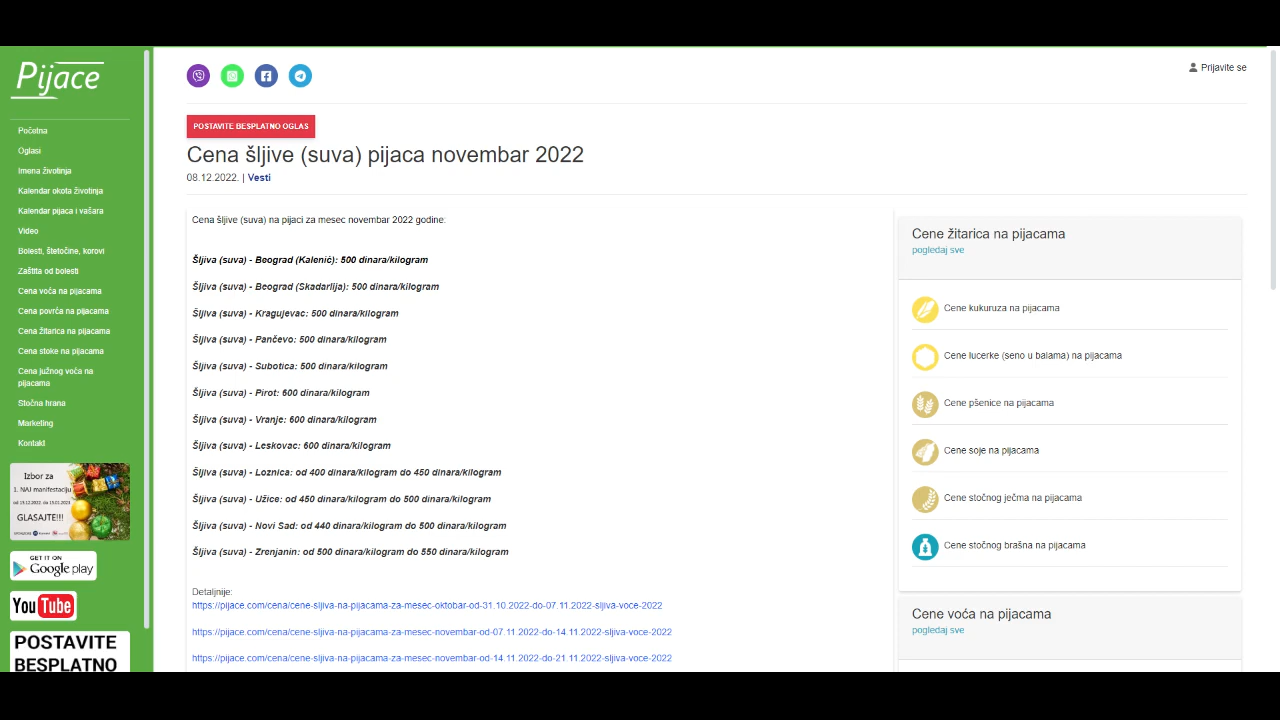 Pijace
Početna
Oglasi
Imena životinja
Kalendar okota životinja
Kalendar pijaca i vašara
Video
Bolesti, štetočine, korovi
Zaštita od bolesti
Cena voća na pijacama
Cena povrća na pijacama
Cena žitarica na pijacama
Cena stoke na pijacama
Cena južnog voća na
pijacama
Stočna hrana
Marketing
Kontakt
Izbor za
1. NAJ manifestaciju
od 15.12.2022. do 15.01.2023
GLASAJTE!!!
GET IT ON
Google play
YouTube
POSTAVITE
BESPLATNO
Prijavite se
POSTAVITE BESPLATNO OGLAS
Cena šljive (suva) pijaca novembar 2022
08.12.2022. | Vesti
Cena šljive (suva) na pijaci za mesec novembar 2022 godine:
Šljiva (suva) - Beograd (Kalenić): 500 dinara/kilogram
Šljiva (suva) - Beograd (Skadarlija): 500 dinara/kilogram
Šljiva (suva) - Kragujevac: 500 dinara/kilogram
Šljiva (suva) - Pančevo: 500 dinara/kilogram
Šljiva (suva) - Subotica: 500 dinara/kilogram
Šljiva (suva) - Pirot: 600 dinara/kilogram
Šljiva (suva) - Vranje: 600 dinara/kilogram
Šljiva (suva) - Leskovac: 600 dinara/kilogram
Šljiva (suva) - Loznica: od 400 dinara/kilogram do 450 dinara/kilogram
Šljiva (suva) - Užice: od 450 dinara/kilogram do 500 dinara/kilogram
Šljiva (suva) - Novi Sad: od 440 dinara/kilogram do 500 dinara/kilogram
Šljiva (suva) - Zrenjanin: od 500 dinara/kilogram do 550 dinara/kilogram
Detaljnije:
https://pijace.com/cena/cene-sljiva-na-pijacama-za-mesec-oktobar-od-31.10.2022-do-07.11.2022-sljiva-voce-2022
https://pijace.com/cena/cene-sljiva-na-pijacama-za-mesec-novembar-od-07.11.2022-do-14.11.2022-sljiva-voce-2022
https://pijace.com/cena/cene-sljiva-na-pijacama-za-mesec-novembar-od-14.11.2022-do-21.11.2022-sljiva-voce-2022
Cene žitarica na pijacama
pogledaj sve
Cene kukuruza na pijacama
Cene lucerke (seno u balama) na pijacama
Cene pšenice na pijacama
Cene soje na pijacama
Cene stočnog ječma na pijacama
Cene stočnog brašna na pijacama
Cene voća na pijacama
pogledaj sve